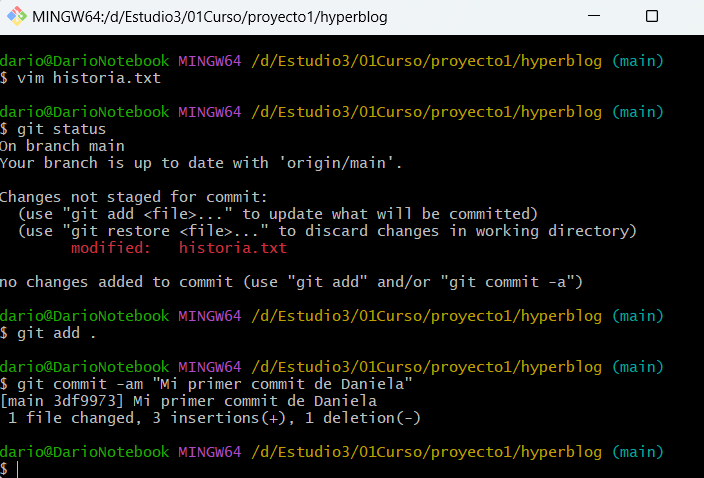 MINGW64:/d/Estudio3/01Curso/proyecto1/hyperblog
dario@DarioNotebook MINGW64 /d/Estudio3/01Curso/proyecto1/hyperblog (main)
$ vim historia.txt
dario@DarioNotebook MINGW64 /d/Estudio3/01Curso/proyecto1/hyperblog (main)
$ git status
On branch main
Your branch is up to date with 'origin/main'.
Changes not staged for commit:
  (use "git add <file>..." to update what will be committed)
  (use "git restore <file>..." to discard changes in working directory)
        modified:   historia.txt
no changes added to commit (use "git add" and/or "git commit -a")
dario@DarioNotebook MINGW64 /d/Estudio3/01Curso/proyecto1/hyperblog (main)
$ git add .
dario@DarioNotebook MINGW64 /d/Estudio3/01Curso/proyecto1/hyperblog (main)
$ git commit -am "Mi primer commit de Daniela"
[main 3df9973] Mi primer commit de Daniela
 1 file changed, 3 insertions(+), 1 deletion(-)
dario@DarioNotebook MINGW64 /d/Estudio3/01Curso/proyecto1/hyperblog (main)
$